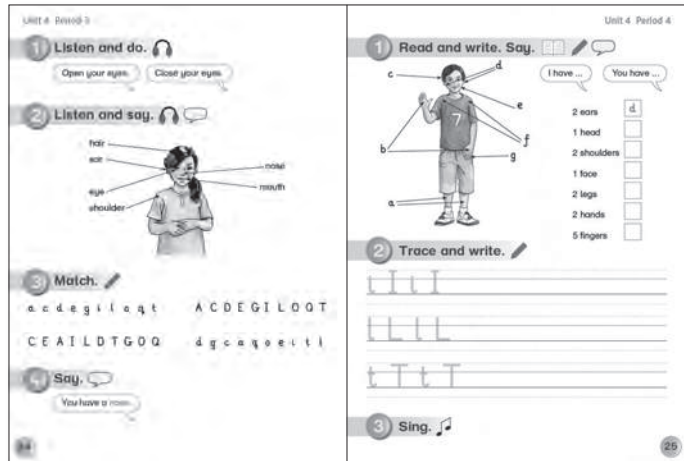 Unit 4 Period 3
1 Listen and do.
Open your eyes.
Close your eyes.
2 Listen and say.
hair
ear
eye
shoulder
nose
mouth
3 Match.
a c d e g i l o q t
A C D E G I L O Q T
C E A I L D T G O Q
d g c a q o e i t l
4 Say.
You have a nose.
24
Unit 4 Period 4
1 Read and write. Say.
I have ...
You have ...
c
d
e
f
b
g
a
7
2 ears d
1 head
2 shoulders
1 face
2 legs
2 hands
5 fingers
2 Trace and write.
i I i I
l L l L
t T t T
3 Sing.
25